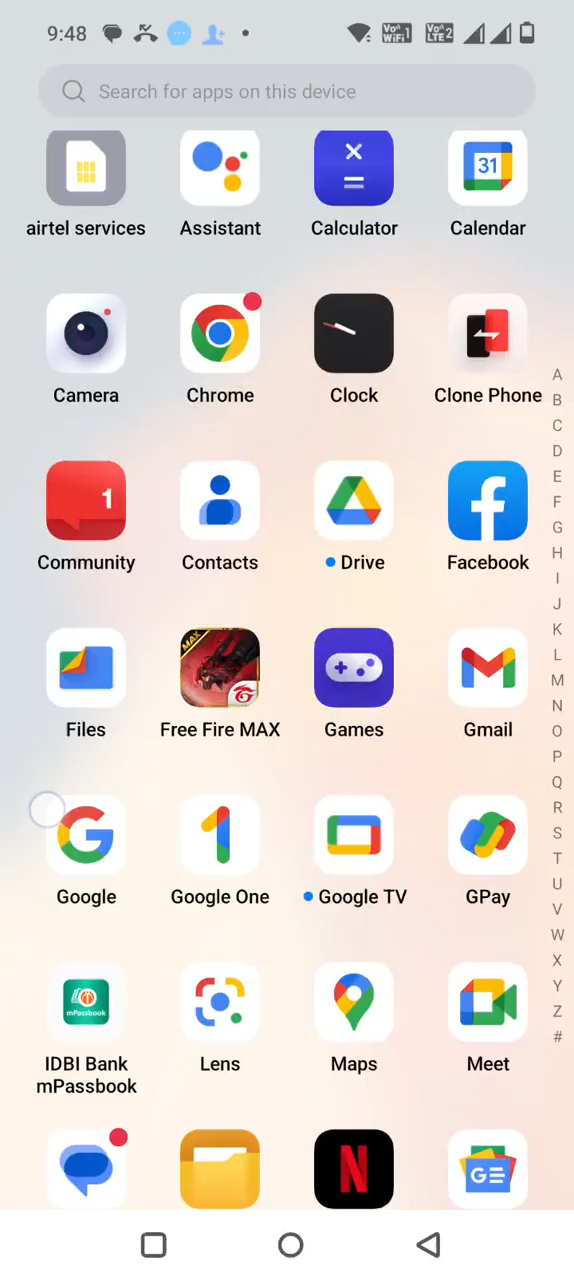 9:48 Vo WiFi1 Vo LTE2
Search for apps on this device
31
airtel services Assistant Calculator Calendar
Camera Chrome Clock Clone Phone
1
Community Contacts Drive Facebook
MAX
Files Free Fire MAX Games Gmail
Google Google One Google TV GPay
mPassbook
IDBI Bank mPassbook Lens Maps Meet
N GE
A
B
C
D
E
F
G
H
I
J
K
L
M
N
O
P
Q
R
S
T
U
V
W
X
Y
Z
#